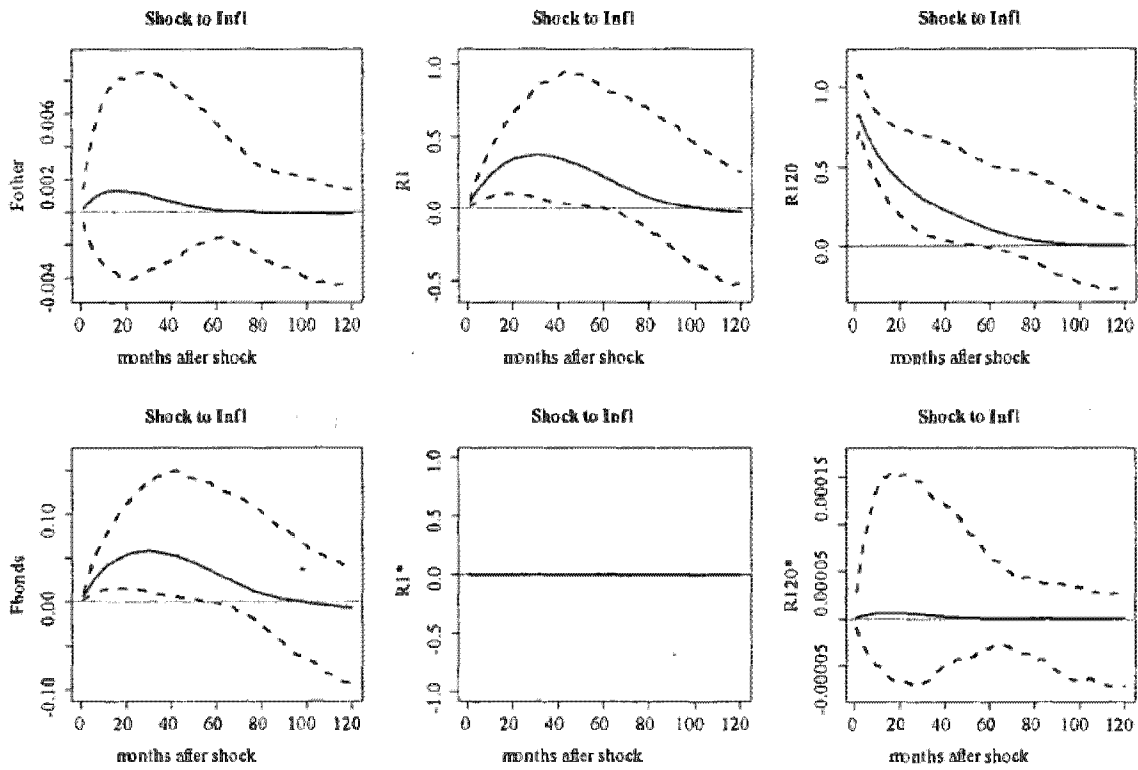 Shock to Infl
Fother
0.006
0.002
-0.004
0 20 40 60 80 100 120
months after shock
Shock to Infl
R1
1.0
0.5
0.0
-0.5
0 20 40 60 80 100 120
months after shock
Shock to Infl
R120
1.0
0.5
0.0
0 20 40 60 80 100 120
months after shock
Shock to Infl
Fbonds
0.10
0.00
-0.10
0 20 40 60 80 100 120
months after shock
Shock to Infl
R1*
1.0
0.5
0.0
-0.5
-1.0
0 20 40 60 80 100 120
months after shock
Shock to Infl
R120*
0.00015
0.00005
-0.00005
0 20 40 60 80 100 120
months after shock